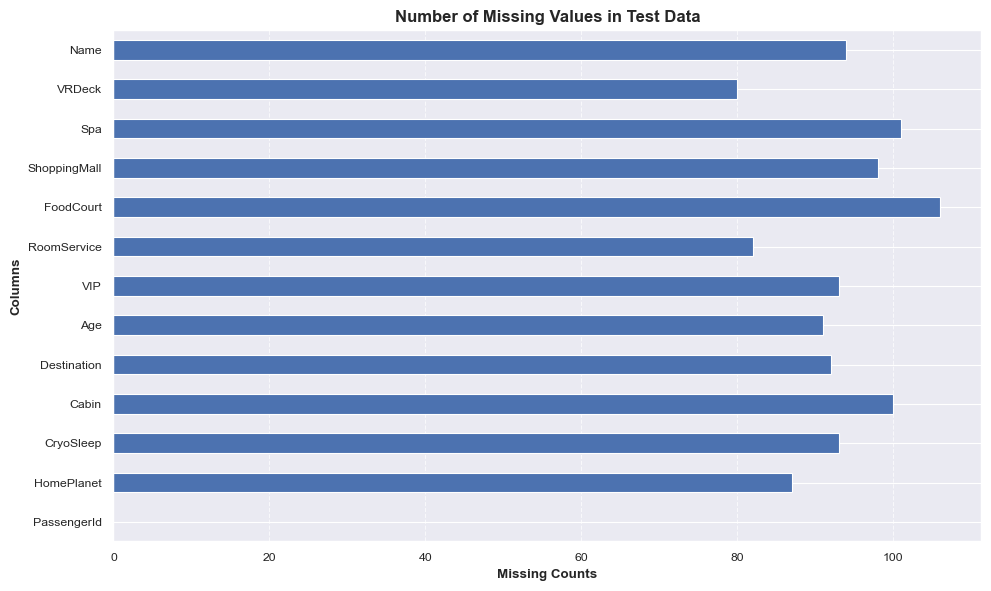 Number of Missing Values in Test Data
Name
VRDeck
Spa
ShoppingMall
FoodCourt
RoomService
VIP
Age
Destination
Cabin
CryoSleep
HomePlanet
PassengerId
Columns
0 20 40 60 80 100
Missing Counts